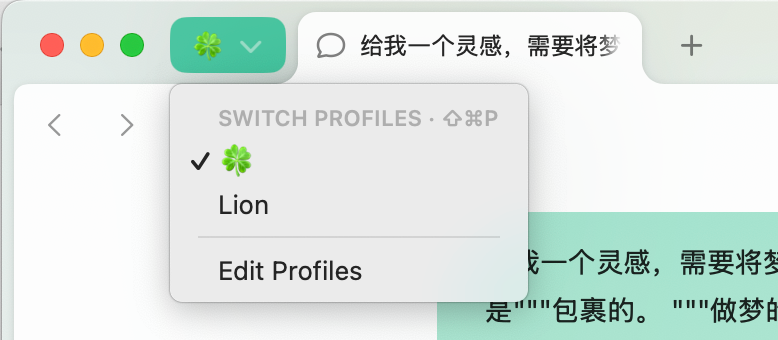 给我一个灵感，需要将梦
SWITCH PROFILES · ⇧⌘P
Lion
Edit Profiles
我一个灵感，需要将梦
是"""包裹的。 """做梦的